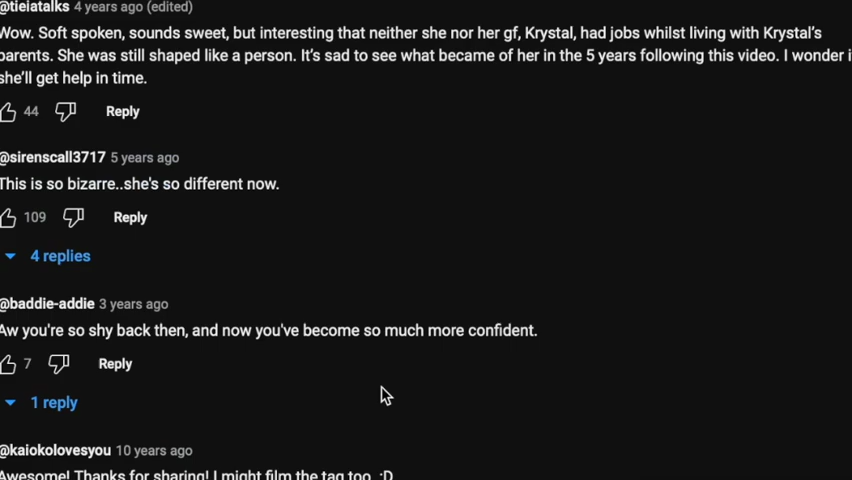 @tieiatalks 4 years ago (edited)
Wow. Soft spoken, sounds sweet, but interesting that neither she nor her gf, Krystal, had jobs whilst living with Krystal's
parents. She was still shaped like a person. It's sad to see what became of her in the 5 years following this video. I wonder i
she'll get help in time.
44 Reply
@sirenscall3717 5 years ago
This is so bizarre..she's so different now.
109 Reply
4 replies
@baddie-addie 3 years ago
Aw you're so shy back then, and now you've become so much more confident.
7 Reply
1 reply
@kaiokolovesyou 10 years ago
Awesome! Thanks for sharing! I might film the tag too. :D